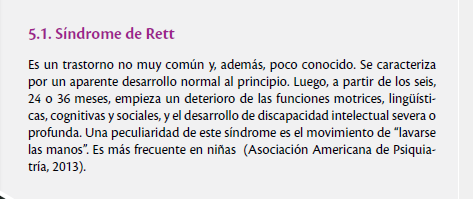 5.1. Síndrome de Rett
Es un trastorno no muy común y, además, poco conocido. Se caracteriza
por un aparente desarrollo normal al principio. Luego, a partir de los seis,
24 o 36 meses, empieza un deterioro de las funciones motrices, lingüísti-
cas, cognitivas y sociales, y el desarrollo de discapacidad intelectual severa o
profunda. Una peculiaridad de este síndrome es el movimiento de “lavarse
las manos”. Es más frecuente en niñas (Asociación Americana de Psiquia-
tría, 2013).